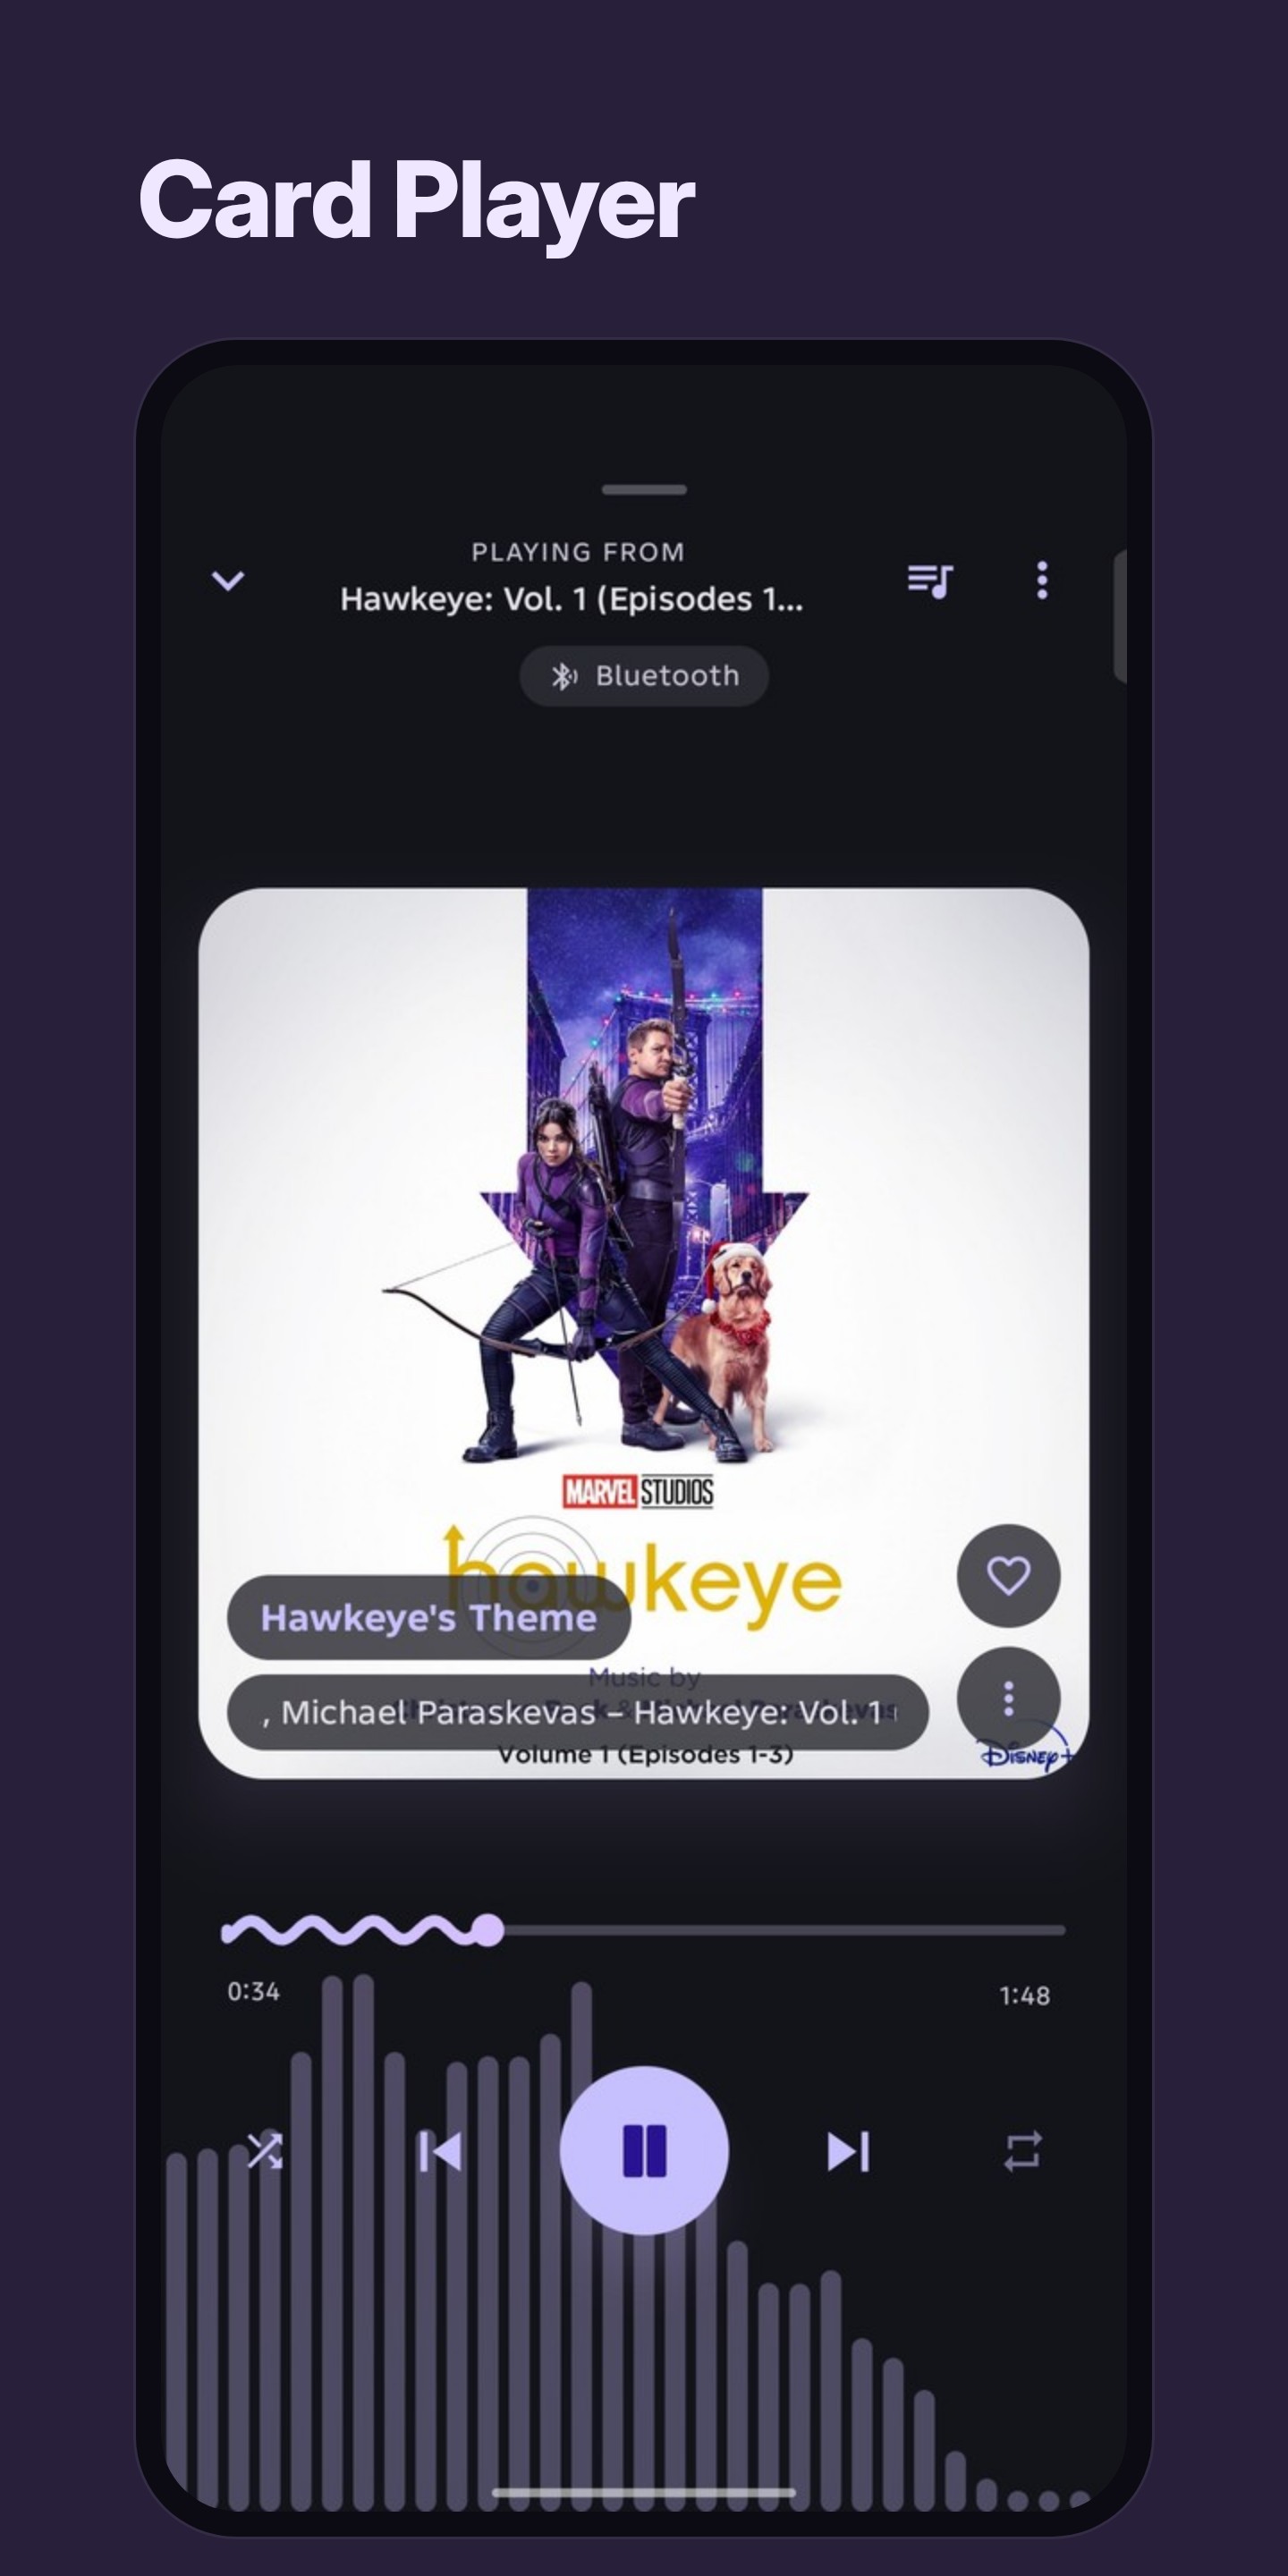 Card Player
PLAYING FROM
Hawkeye: Vol. 1 (Episodes 1...
Bluetooth
MARVEL STUDIOS
hawkeye
Hawkeye's Theme
Music by
, Michael Paraskevas – Hawkeye: Vol. 1
Volume 1 (Episodes 1-3)
Disney+
0:34
1:48